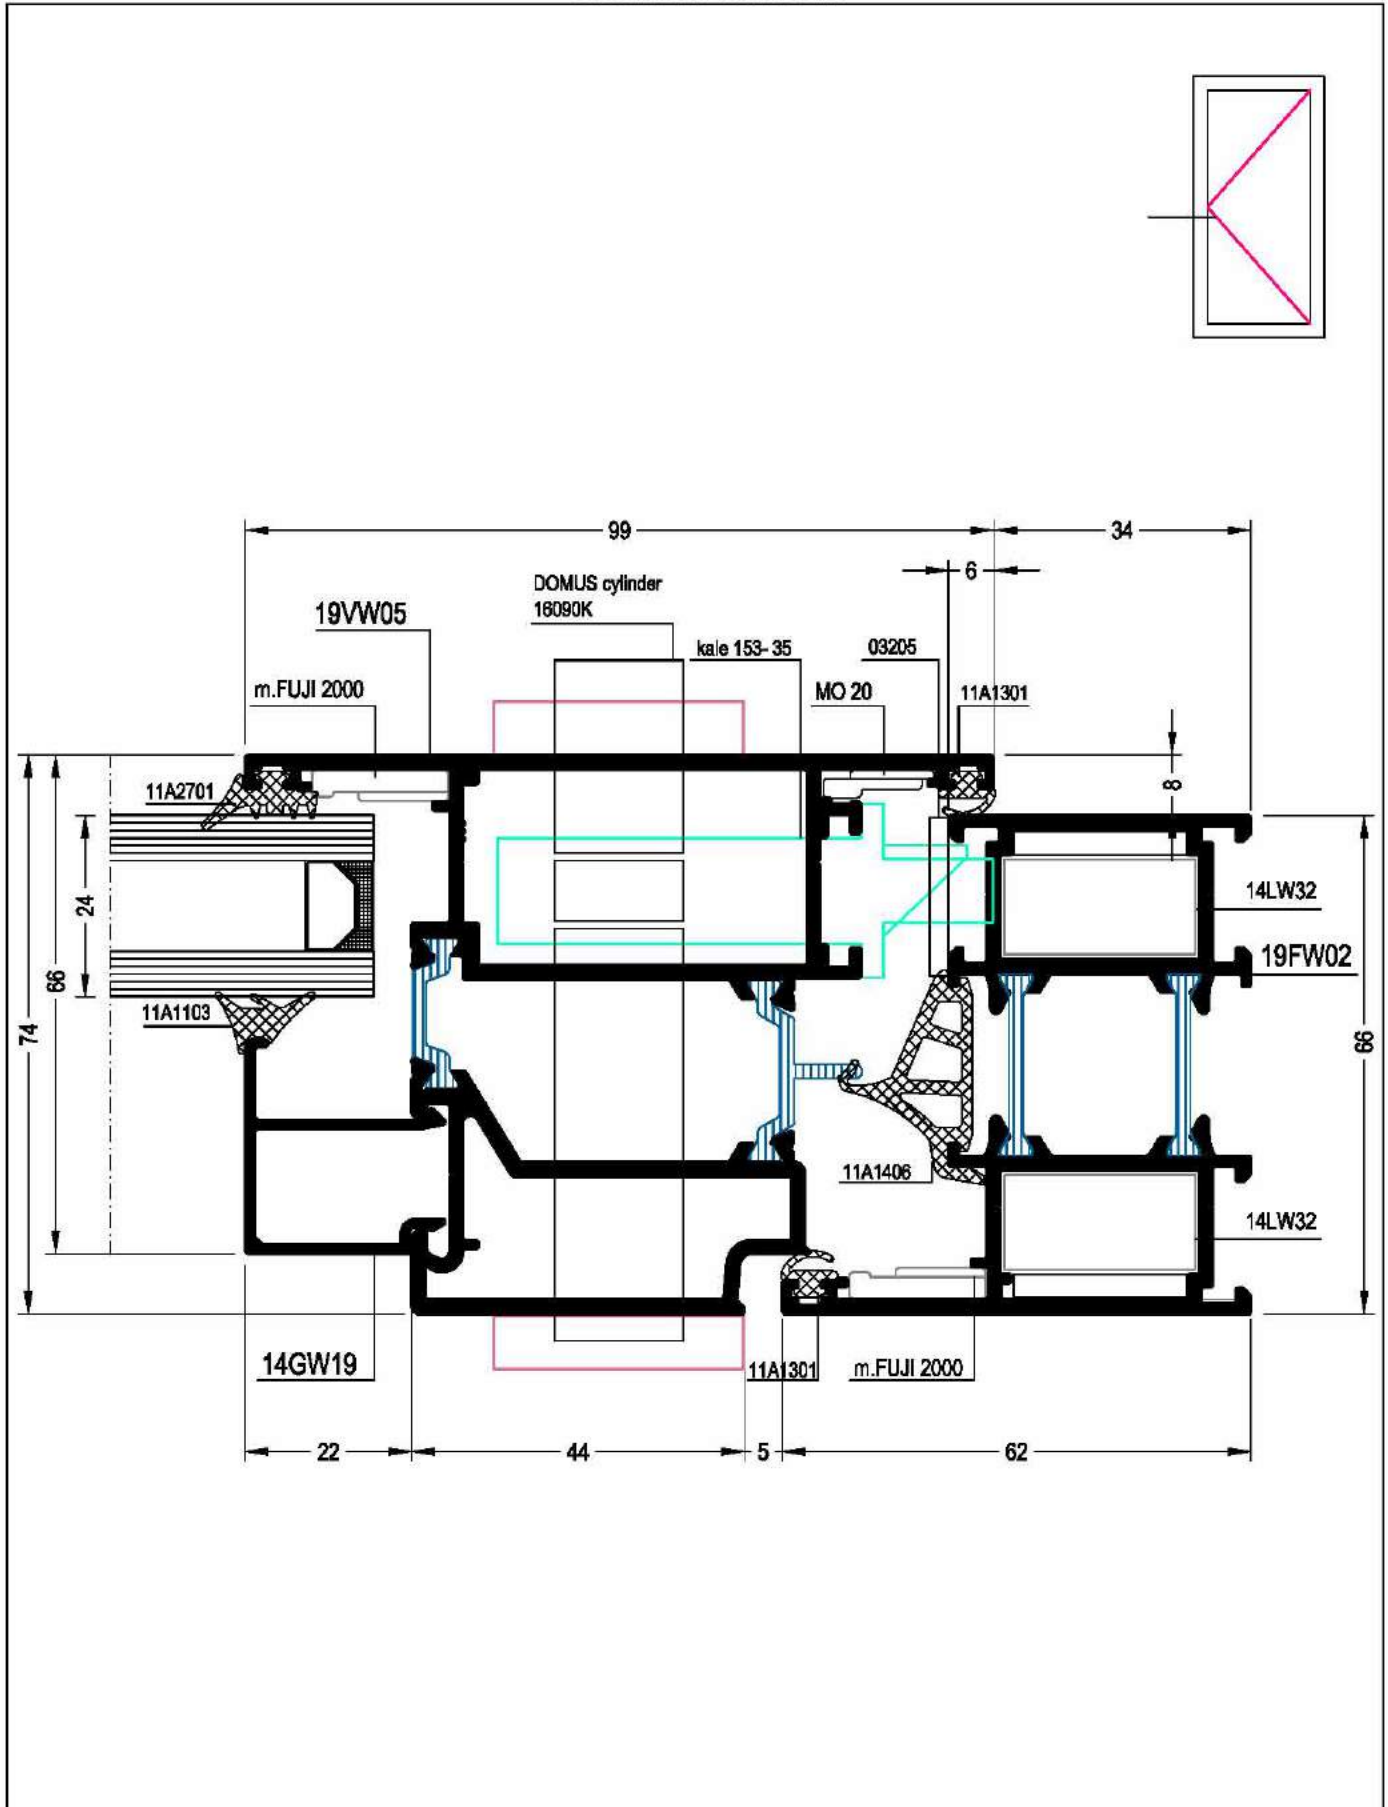 99
34
6
DOMUS cylinder
16090K
19VW05
kale 153-35
03205
m.FUJI 2000
MO 20
11A1301
11A2701
8
24
14LW32
66
19FW02
11A1103
74
66
11A1406
14LW32
14GW19
11A1301
m.FUJI 2000
22
44
5
62